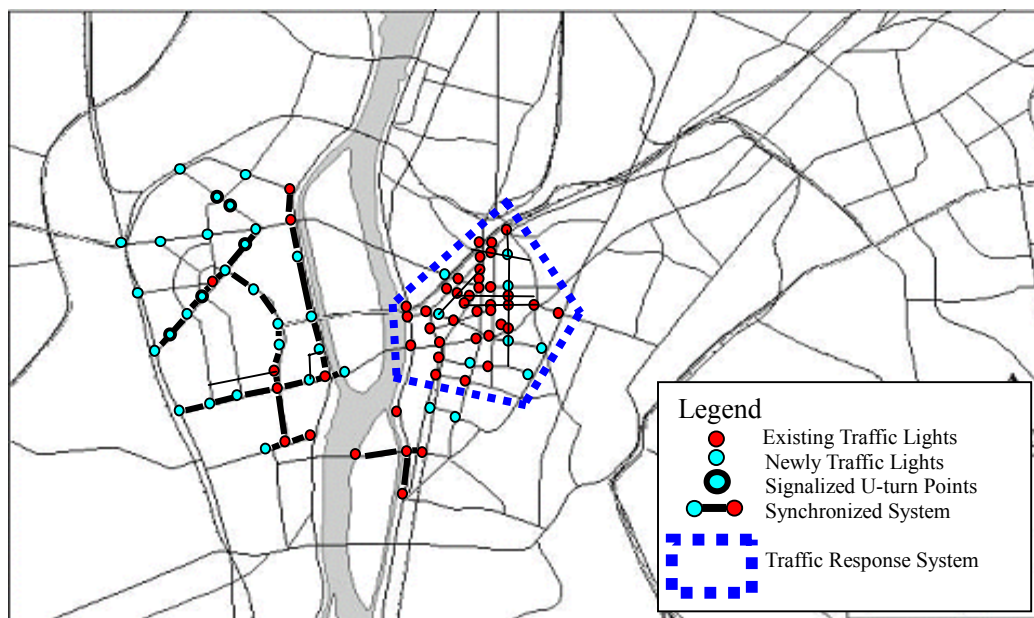 Legend
Existing Traffic Lights
Newly Traffic Lights
Signalized U-turn Points
Synchronized System
Traffic Response System